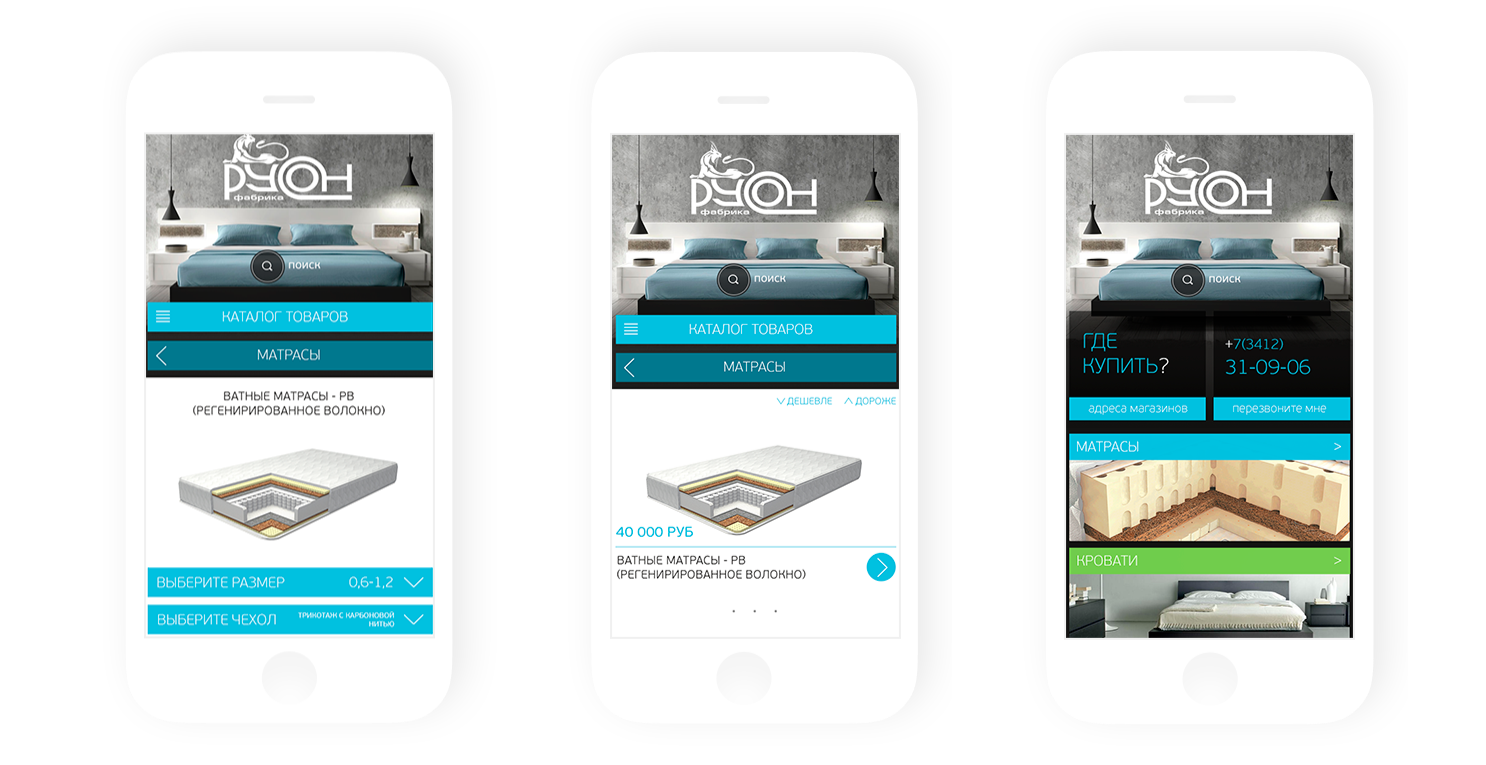 РУОН
фабрика
ПОИСК
КАТАЛОГ ТОВАРОВ
МАТРАСЫ
ВАТНЫЕ МАТРАСЫ - РВ
(РЕГЕНИРИРОВАННОЕ ВОЛОКНО)
ВЫБЕРИТЕ РАЗМЕР 0,6-1,2
ВЫБЕРИТЕ ЧЕХОЛ ТРИКОТАЖ С КАРБОНОВОЙ
НИТЬЮ
РУОН
фабрика
ПОИСК
КАТАЛОГ ТОВАРОВ
МАТРАСЫ
ДЕШЕВЛЕ ДОРОЖЕ
40 000 РУБ
ВАТНЫЕ МАТРАСЫ - РВ
(РЕГЕНИРИРОВАННОЕ ВОЛОКНО)
РУОН
фабрика
ПОИСК
ГДЕ
КУПИТЬ?
+7(3412)
31-09-06
адреса магазинов
перезвоните мне
МАТРАСЫ >
КРОВАТИ >